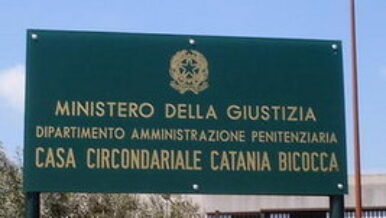 MINISTERO DELLA GIUSTIZIA
DIPARTIMENTO AMMINISTRAZIONE PENITENZIARIA
CASA CIRCONDARIALE CATANIA BICOCCA